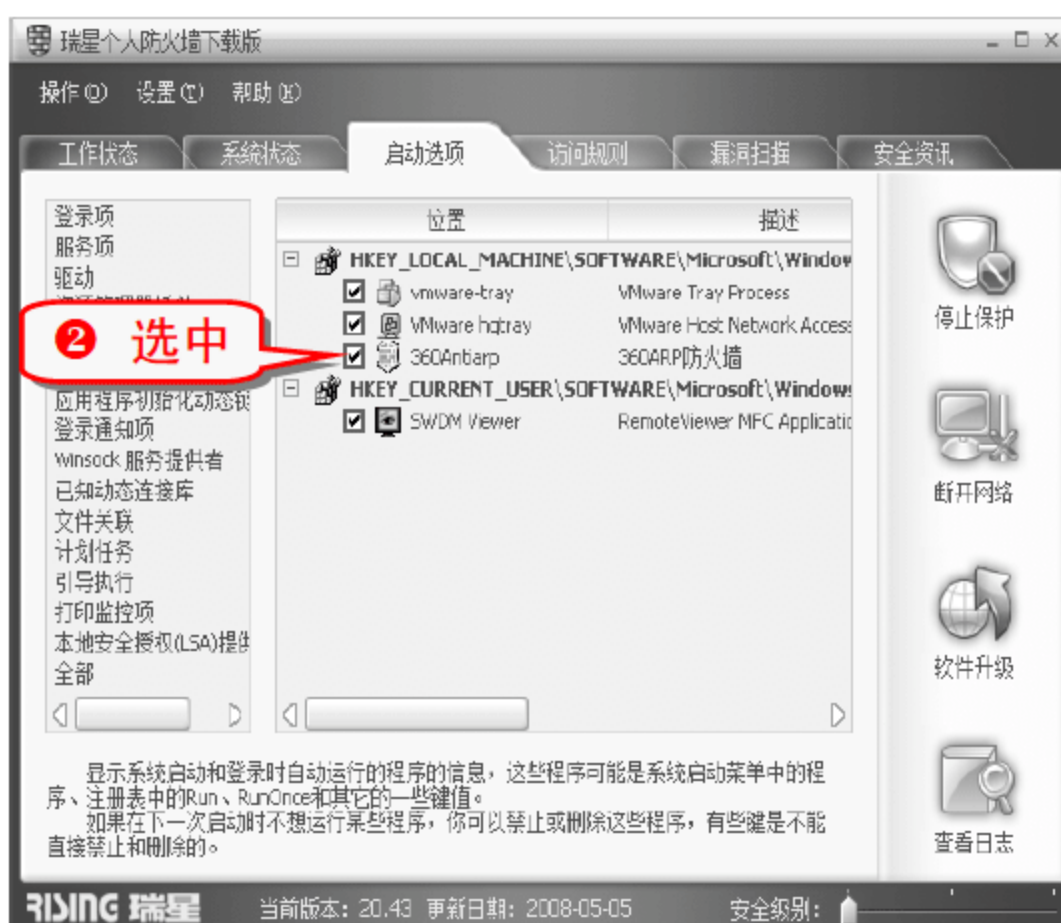 瑞星个人防火墙下载版
操作(O) 设置(T) 帮助(H)
工作状态 系统状态 启动选项 访问规则 漏洞扫描 安全资讯
登录项
服务项
驱动
❷ 选中
应用程序初始化动态链
登录通知项
Winsock 服务提供者
已知动态连接库
文件关联
计划任务
引导执行
打印监控项
本地安全授权(LSA)提供
全部
位置 描述
HKEY_LOCAL_MACHINE\SOFTWARE\Microsoft\Window
vmware-tray VMware Tray Process
VMware hqtray VMware Host Network Access
360Antiarp 360ARP防火墙
HKEY_CURRENT_USER\SOFTWARE\Microsoft\Windows
SWDM Viewer RemoteViewer MFC Applicatio
停止保护
断开网络
软件升级
查看日志
显示系统启动和登录时自动运行的程序的信息，这些程序可能是系统启动菜单中的程
序、注册表中的Run、RunOnce和其它的一些键值。
如果在下一次启动时不想运行某些程序，你可以禁止或删除这些程序，有些键是不能
直接禁止和删除的。
RISING 瑞星 当前版本：20.43 更新日期：2008-05-05 安全级别：